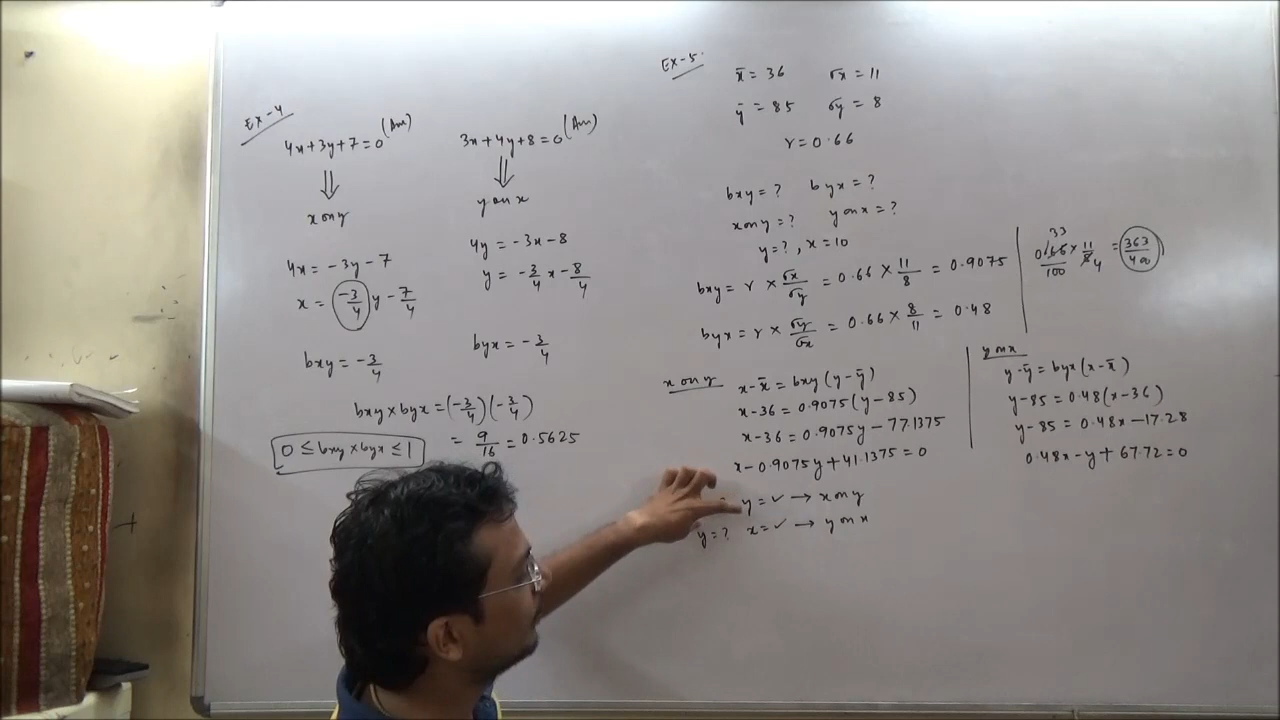 Ex-4
4x+3y+7=0 (Ans)
⇓
x on y
4x = -3y-7
x = -3/4 y - 7/4
bxy = -3/4
3x+4y+8=0 (Ans)
⇓
y on x
4y = -3x-8
y = -3/4 x - 8/4
byx = -3/4
bxy × byx = (-3/4)(-3/4)
= 9/16 = 0.5625
0 ≤ bxy × byx ≤ 1
Ex-5.
x̄ = 36 σx = 11
ȳ = 85 σy = 8
r = 0.66
bxy = ? byx = ?
x on y = ? y on x = ?
y = ?, x = 10
bxy = r × σx/σy = 0.66 × 11/8 = 0.9075
byx = r × σy/σx = 0.66 × 8/11 = 0.48
33
0.66/100 × 11/8 4 = 363/400
x on y
x-x̄ = bxy(y-ȳ)
x-36 = 0.9075(y-85)
x-36 = 0.9075y - 77.1375
x-0.9075y+41.1375=0
y = ✓ → x on y
y = ? x = ✓ → y on x
y on x
y-ȳ = byx(x-x̄)
y-85 = 0.48(x-36)
y-85 = 0.48x-17.28
0.48x-y+67.72=0